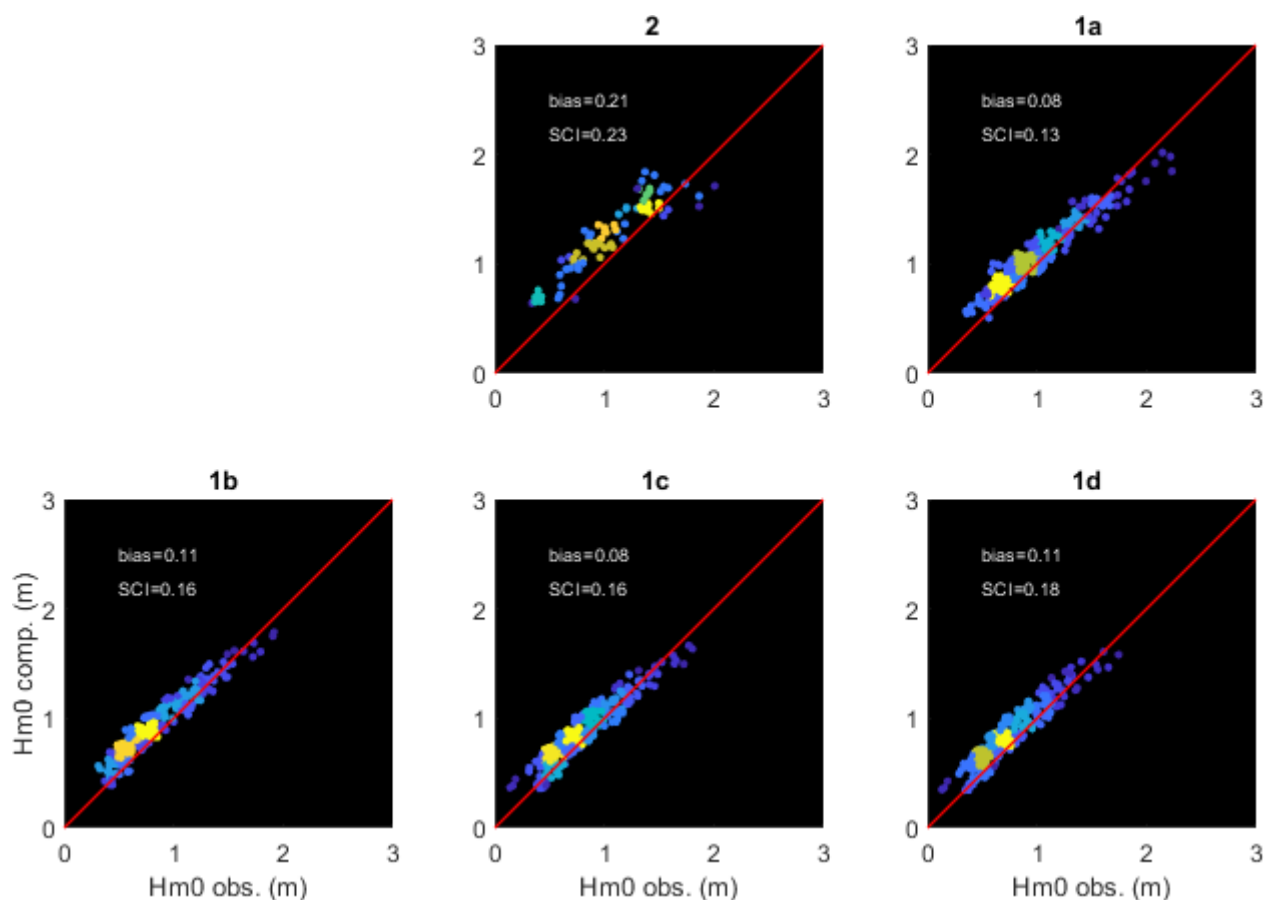 2
3
bias=0.21
SCI=0.23
2
1
0
0 1 2 3
1a
3
bias=0.08
SCI=0.13
2
1
0
0 1 2 3
1b
3
bias=0.11
SCI=0.16
2
1
0
0 1 2 3
Hm0 comp. (m)
Hm0 obs. (m)
1c
3
bias=0.08
SCI=0.16
2
1
0
0 1 2 3
Hm0 obs. (m)
1d
3
bias=0.11
SCI=0.18
2
1
0
0 1 2 3
Hm0 obs. (m)